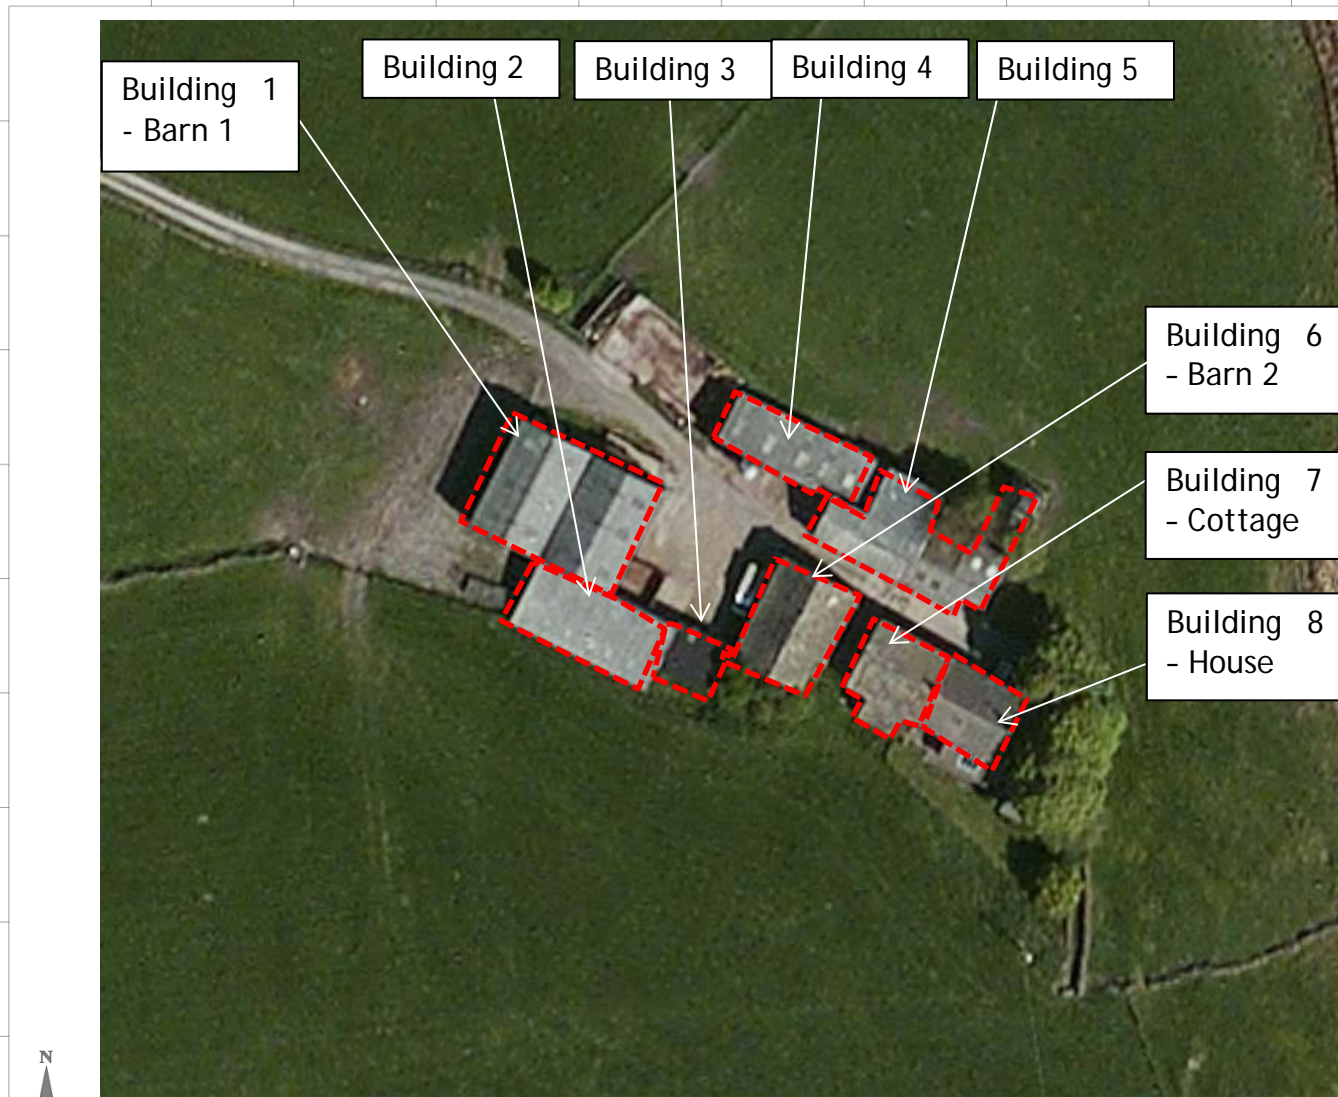 Building 1
- Barn 1
Building 2
Building 3
Building 4
Building 5
Building 6
- Barn 2
Building 7
- Cottage
Building 8
- House
N